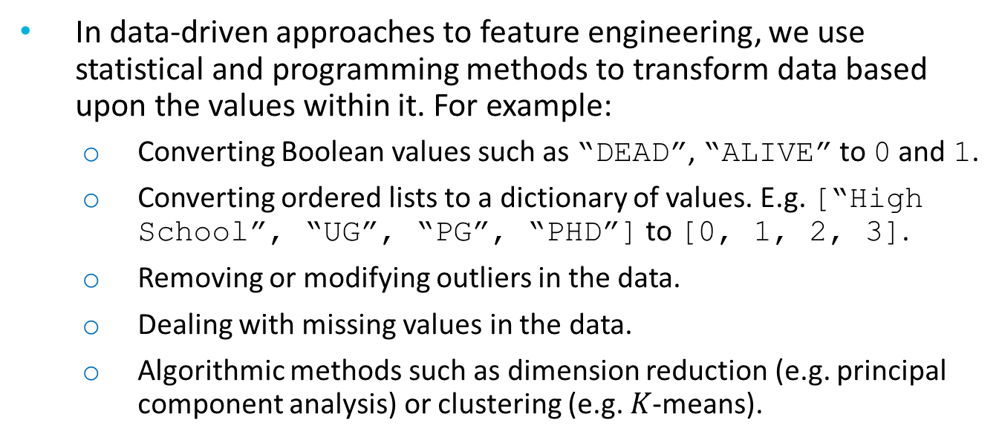 • In data-driven approaches to feature engineering, we use
statistical and programming methods to transform data based
upon the values within it. For example:
○ Converting Boolean values such as “DEAD”, “ALIVE” to 0 and 1.
○ Converting ordered lists to a dictionary of values. E.g. [“High
School”, “UG”, “PG”, “PHD”] to [0, 1, 2, 3].
○ Removing or modifying outliers in the data.
○ Dealing with missing values in the data.
○ Algorithmic methods such as dimension reduction (e.g. principal
component analysis) or clustering (e.g. K-means).